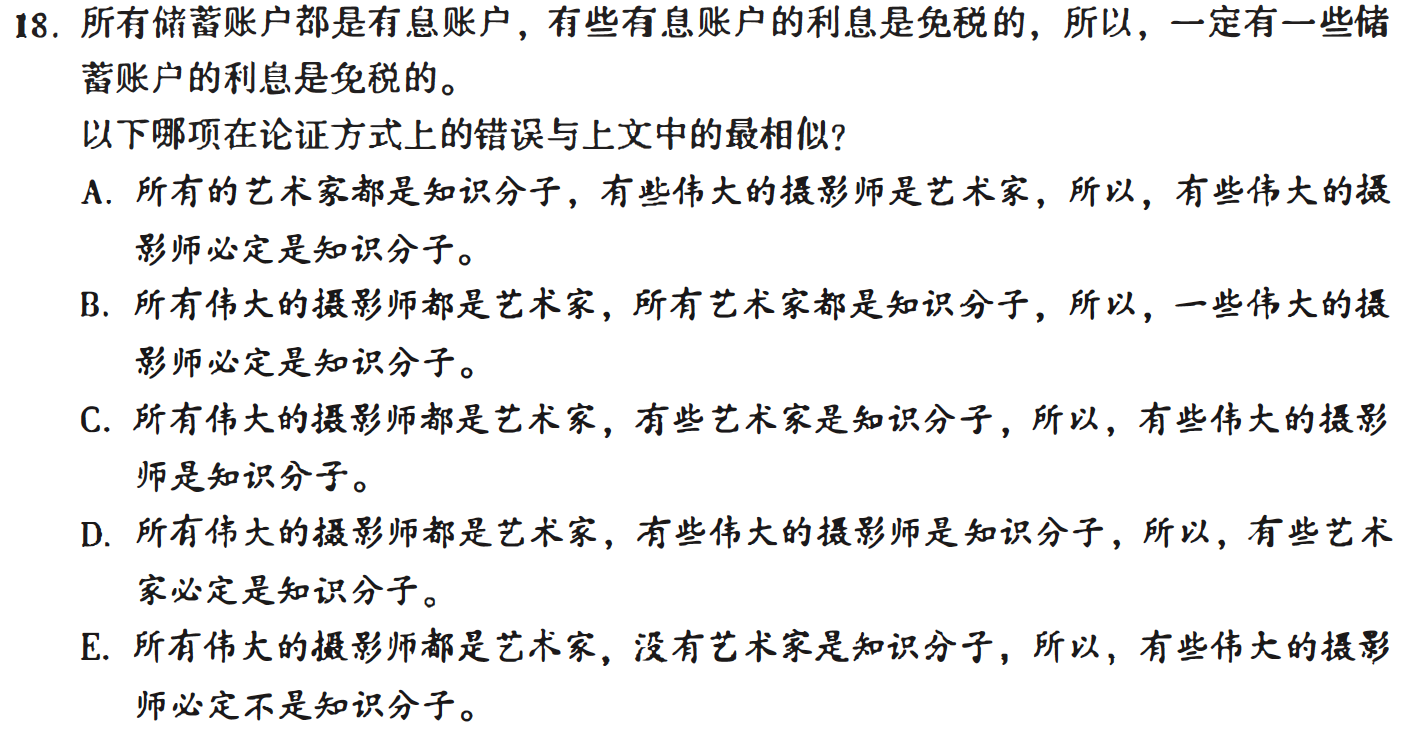 18. 所有储蓄账户都是有息账户，有些有息账户的利息是免税的，所以，一定有一些储
蓄账户的利息是免税的。
以下哪项在论证方式上的错误与上文中的最相似?
A. 所有的艺术家都是知识分子，有些伟大的摄影师是艺术家，所以，有些伟大的摄
影师必定是知识分子。
B. 所有伟大的摄影师都是艺术家，所有艺术家都是知识分子，所以，一些伟大的摄
影师必定是知识分子。
C. 所有伟大的摄影师都是艺术家，有些艺术家是知识分子，所以，有些伟大的摄影
师是知识分子。
D. 所有伟大的摄影师都是艺术家，有些伟大的摄影师是知识分子，所以，有些艺术
家必定是知识分子。
E. 所有伟大的摄影师都是艺术家，没有艺术家是知识分子，所以，有些伟大的摄影
师必定不是知识分子。